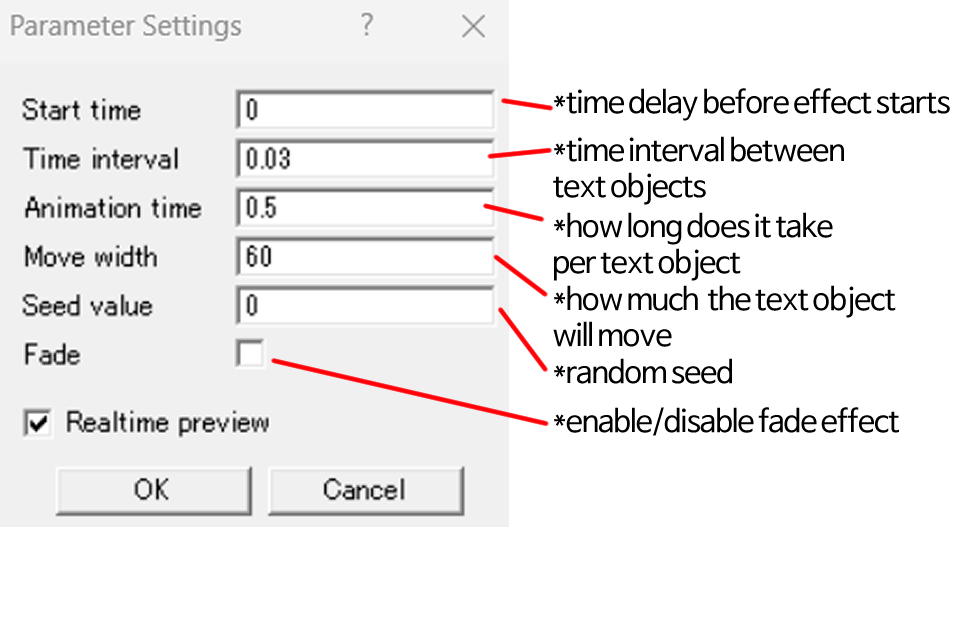 Parameter Settings ? ×
Start time 0 *time delay before effect starts
Time interval 0.03 *time interval between
text objects
Animation time 0.5 *how long does it take
per text object
Move width 60 *how much the text object
will move
Seed value 0 *random seed
Fade *enable/disable fade effect
Realtime preview
OK Cancel